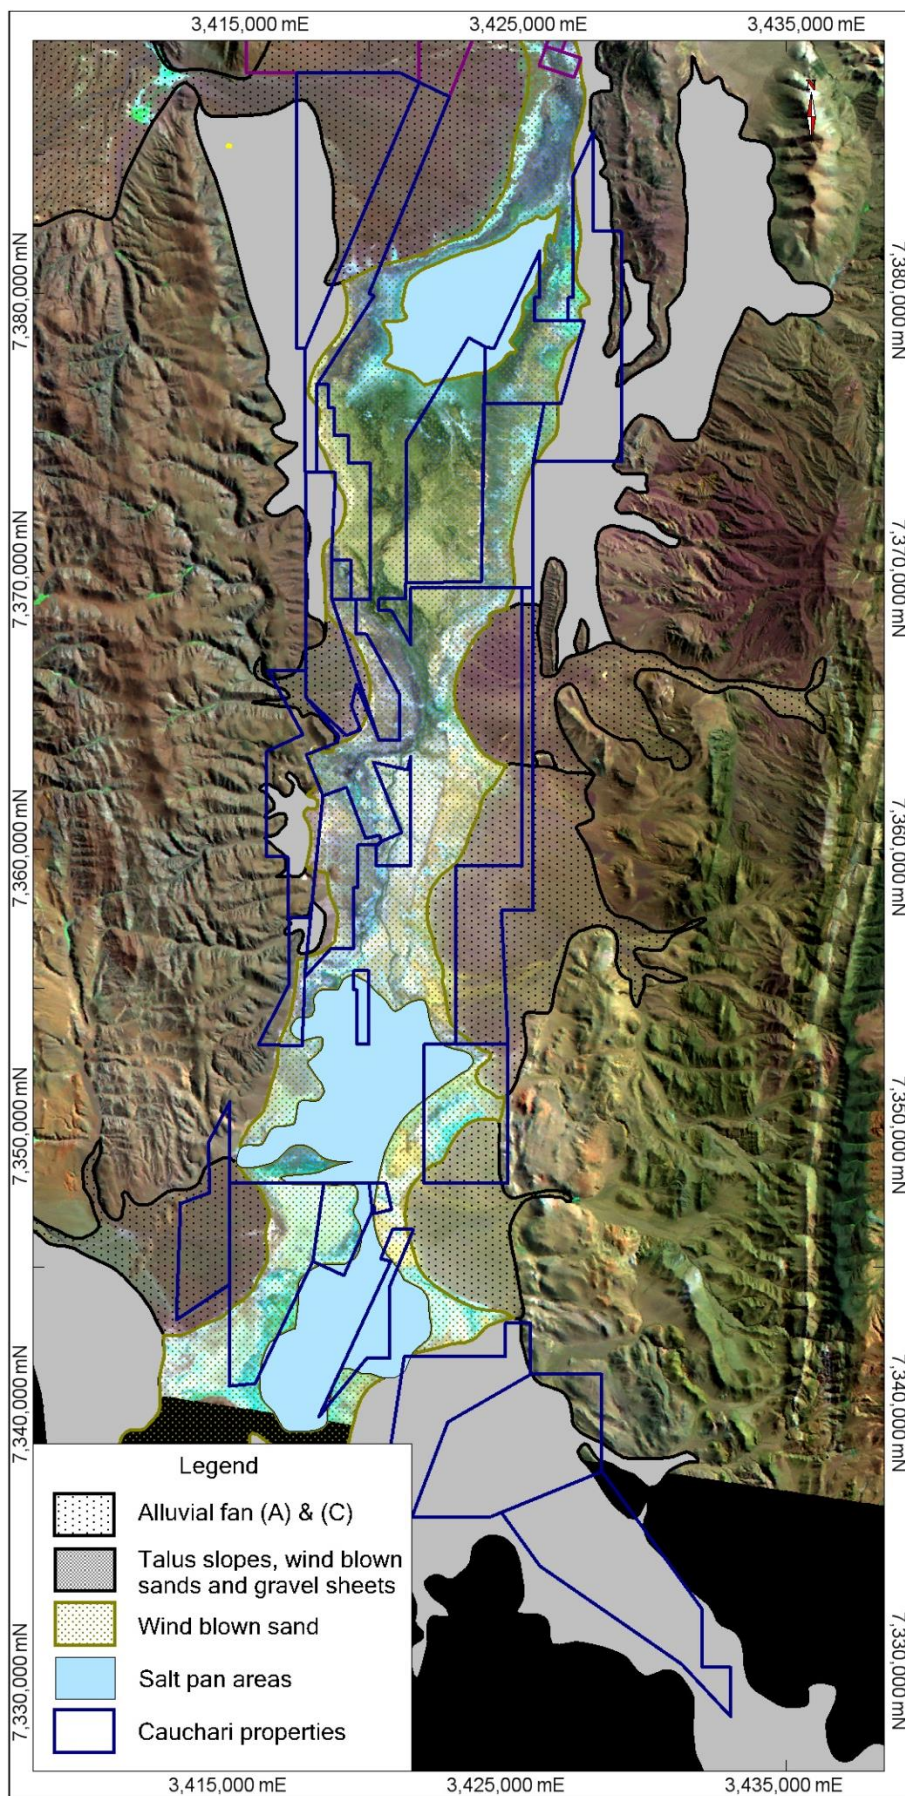 3,415,000 mE 3,425,000 mE 3,435,000 mE
N
7,380,000 mN 7,380,000 mN
7,370,000 mN 7,370,000 mN
7,360,000 mN 7,360,000 mN
7,350,000 mN 7,350,000 mN
7,340,000 mN 7,340,000 mN
Legend
Alluvial fan (A) & (C)
Talus slopes, wind blown
sands and gravel sheets
Wind blown sand
Salt pan areas
Cauchari properties
7,330,000 mN 7,330,000 mN
3,415,000 mE 3,425,000 mE 3,435,000 mE